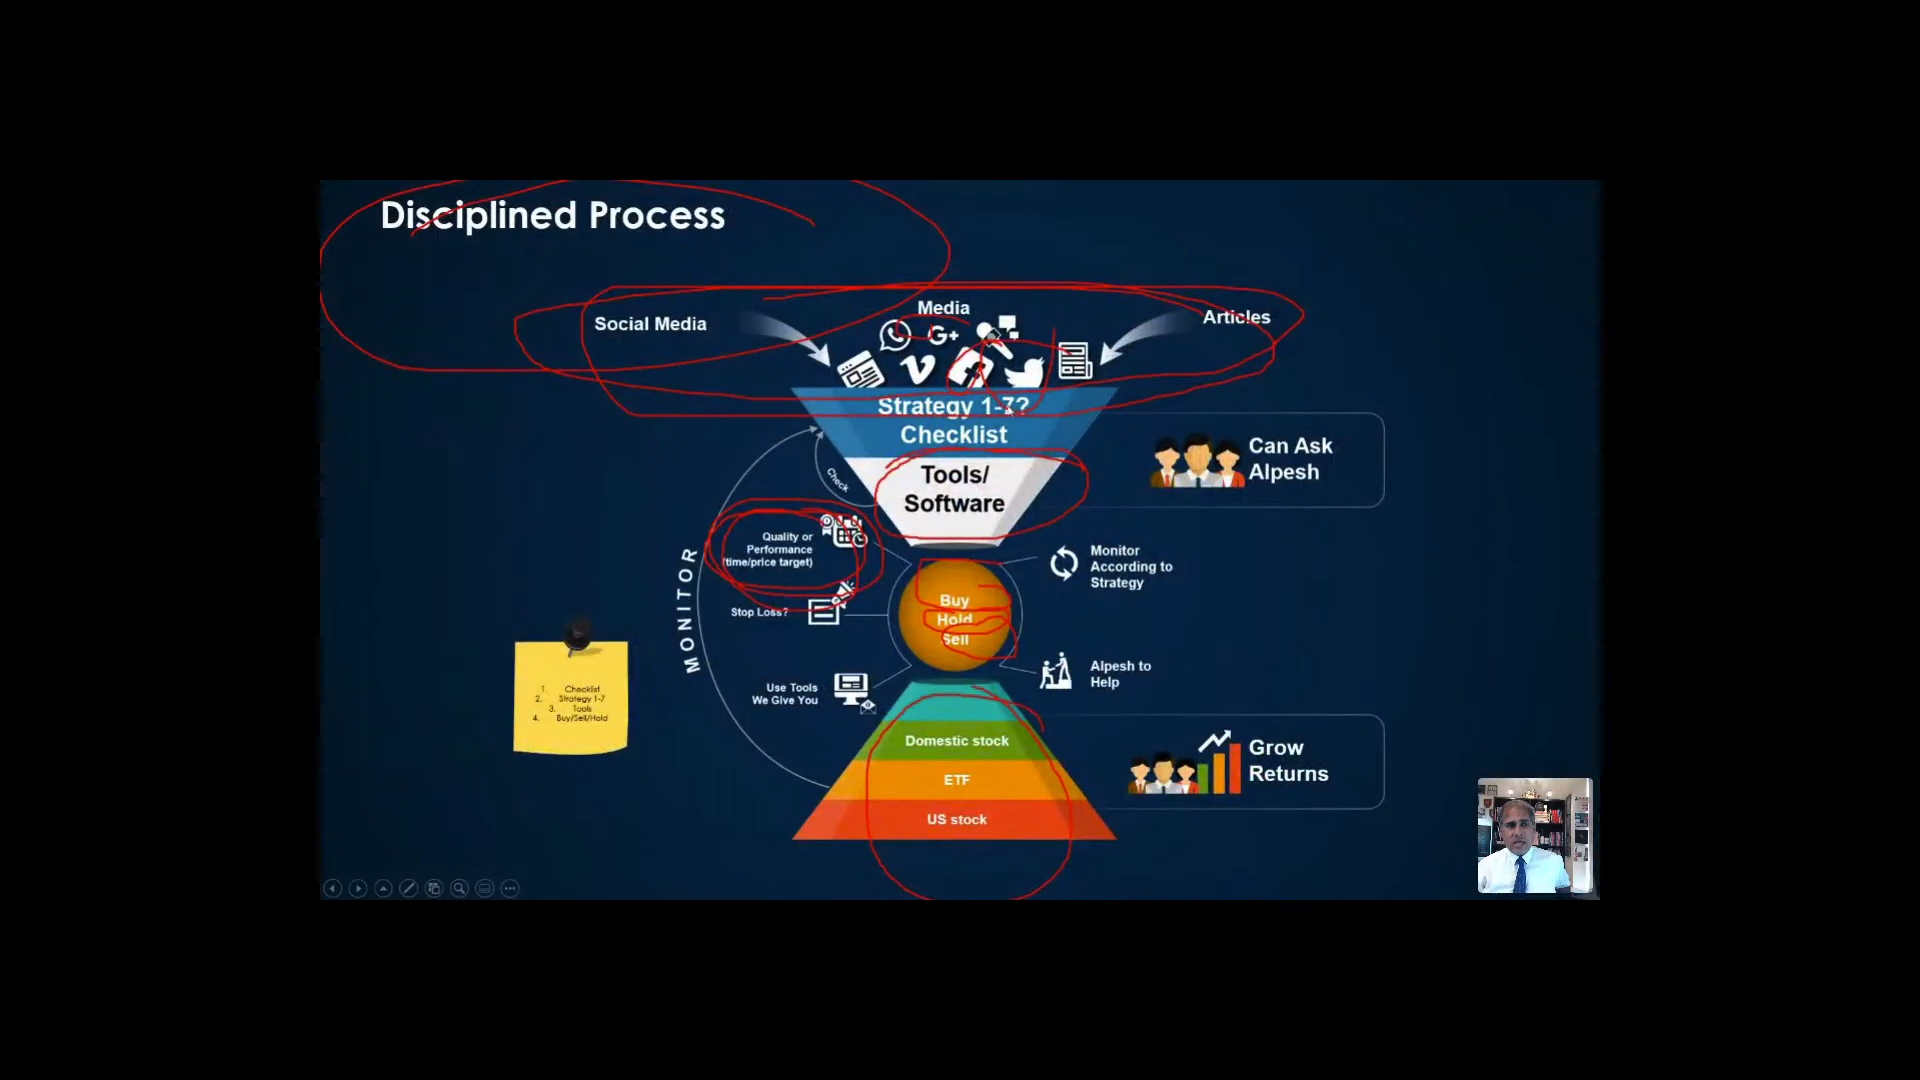 Disciplined Process
Social Media
Media
Articles
G+
Strategy 1-7?
Checklist
Tools/
Software
Check
Can Ask
Alpesh
Quality or
Performance
(time/price target)
Monitor
According to
Strategy
Buy
Hold
Sell
Stop Loss?
MONITOR
Alpesh to
Help
Use Tools
We Give You
1. Checklist
2. Strategy 1-7
3. Tools
4. Buy/Sell/Hold
Domestic stock
ETF
US stock
Grow
Returns